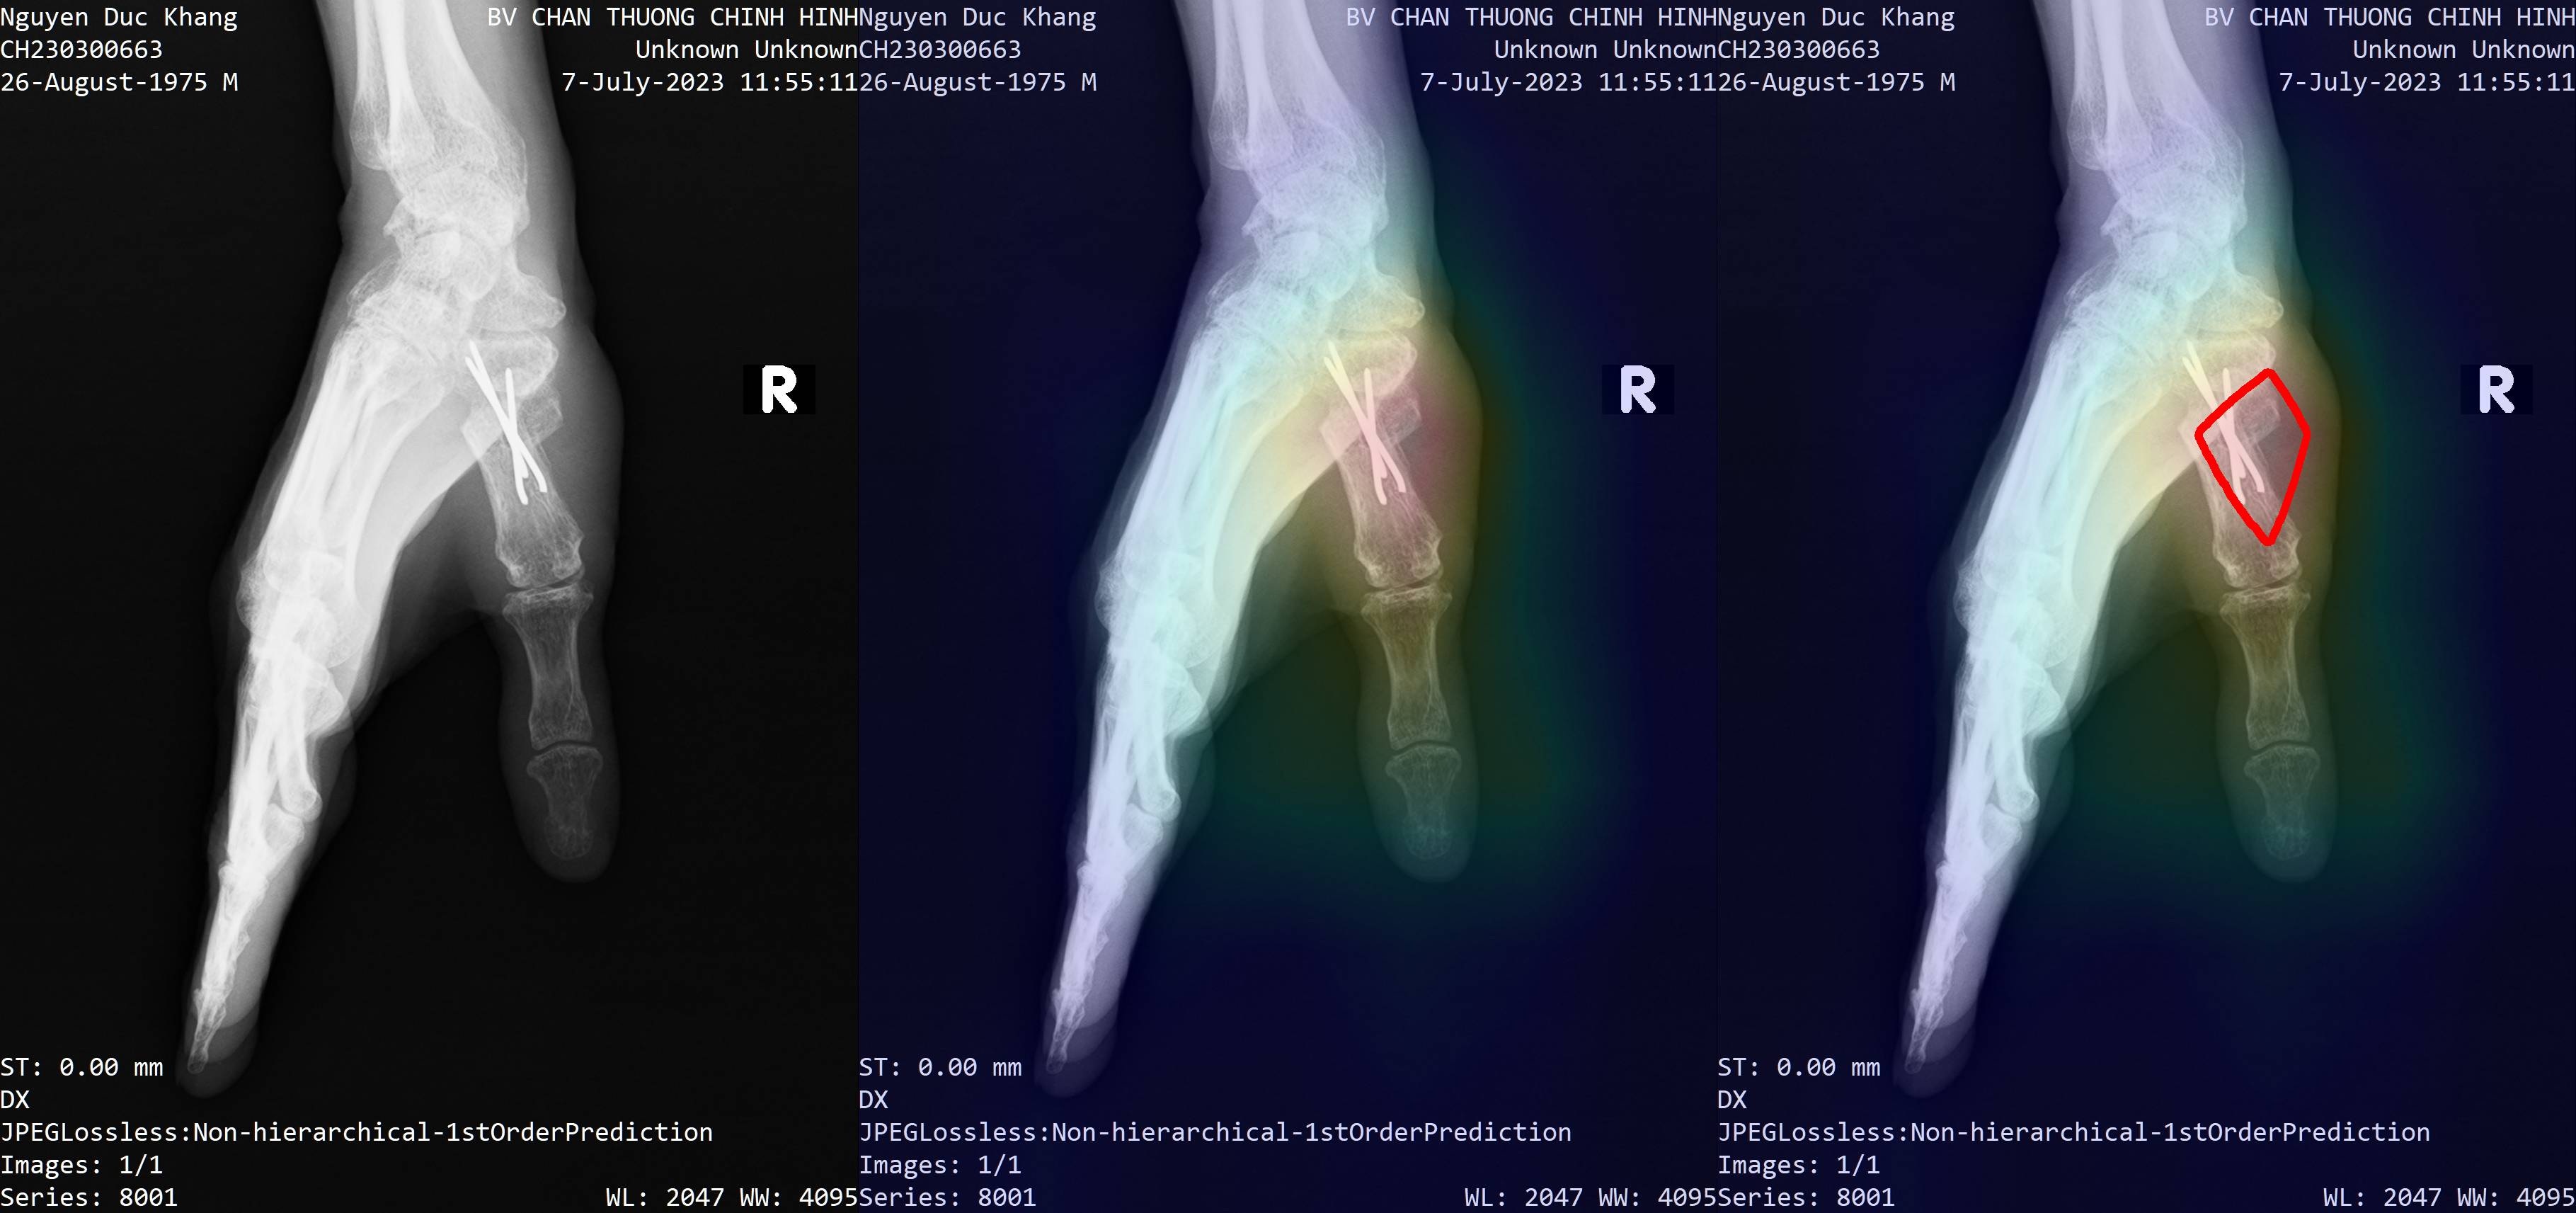 Nguyen Duc Khang
CH230300663
26-August-1975 M
BV CHAN THUONG CHINH HINH
Unknown Unknown
7-July-2023 11:55:11
R
ST: 0.00 mm
DX
JPEGLossless:Non-hierarchical-1stOrderPrediction
Images: 1/1
Series: 8001
WL: 2047 WW: 4095
Nguyen Duc Khang
CH230300663
26-August-1975 M
BV CHAN THUONG CHINH HINH
Unknown Unknown
7-July-2023 11:55:11
R
ST: 0.00 mm
DX
JPEGLossless:Non-hierarchical-1stOrderPrediction
Images: 1/1
Series: 8001
WL: 2047 WW: 4095
Nguyen Duc Khang
CH230300663
26-August-1975 M
BV CHAN THUONG CHINH HINH
Unknown Unknown
7-July-2023 11:55:11
R
ST: 0.00 mm
DX
JPEGLossless:Non-hierarchical-1stOrderPrediction
Images: 1/1
Series: 8001
WL: 2047 WW: 4095